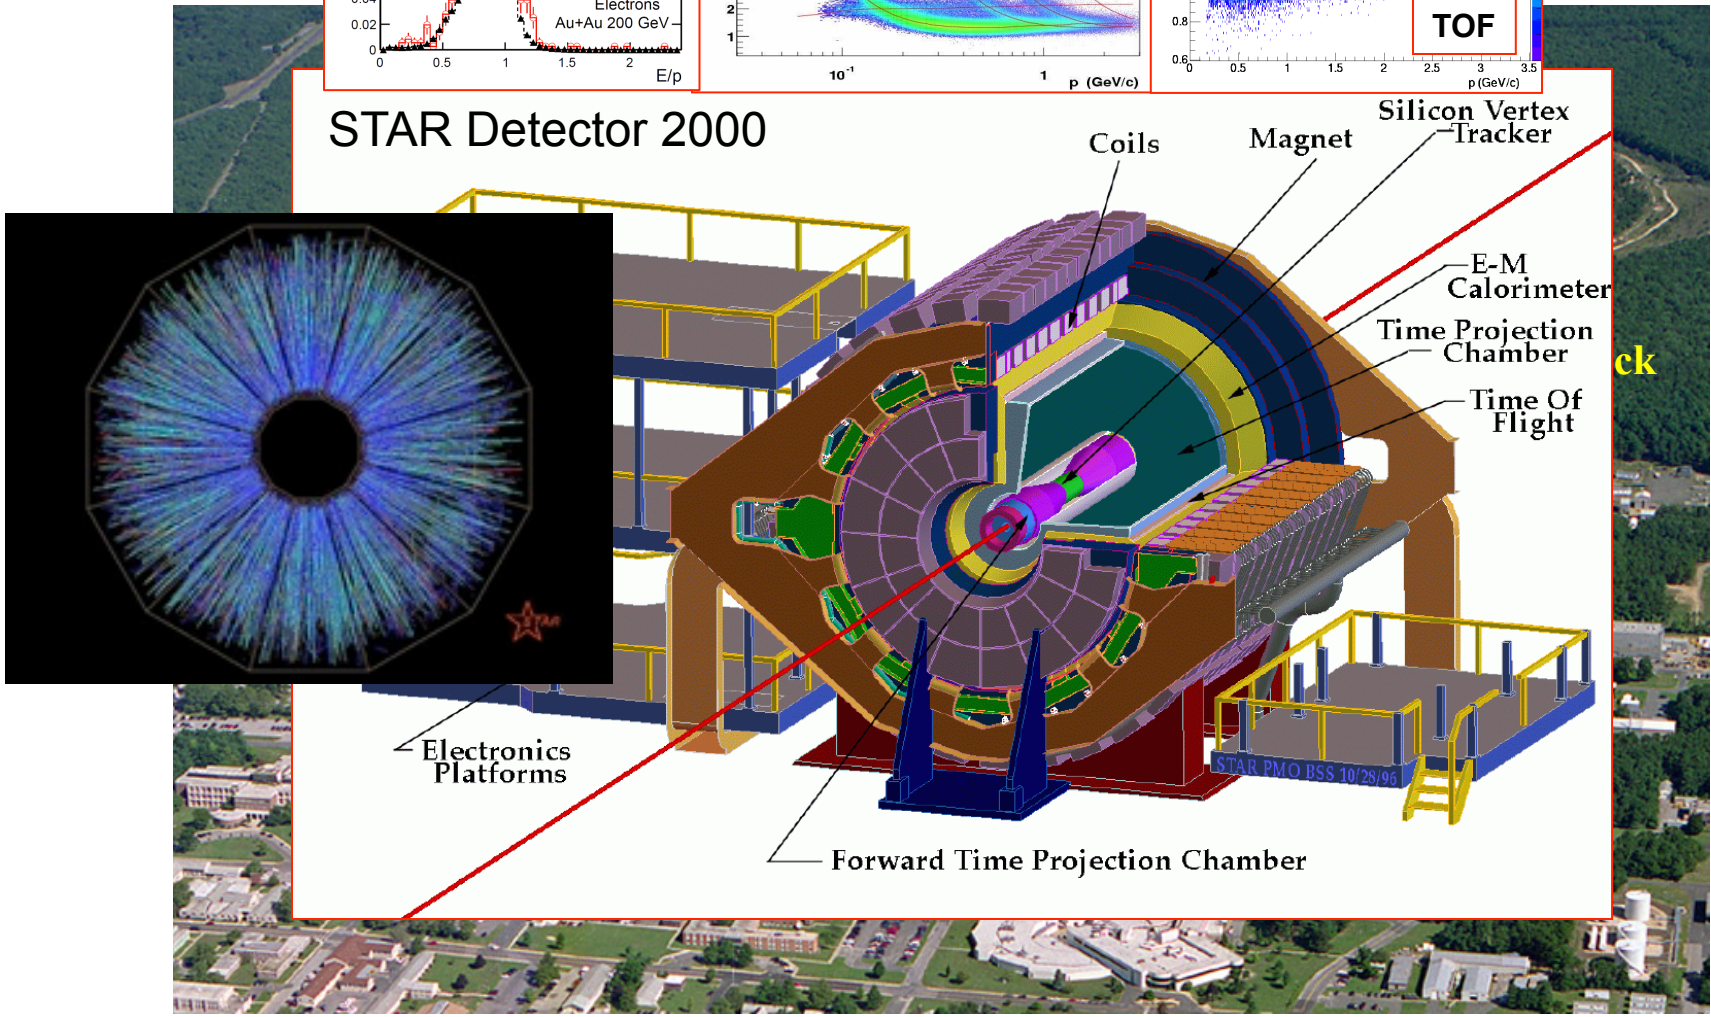 0.04
0.02
0
0
0.5
1
1.5
2
E/p
Electrons
Au+Au 200 GeV
2
1
10⁻¹
1
p (GeV/c)
0.8
0.6
0
0.5
1
1.5
2
2.5
3
3.5
p (GeV/c)
TOF
STAR Detector 2000
Coils
Magnet
Silicon Vertex
Tracker
E-M
Calorimeter
Time Projection
Chamber
ck
Time Of
Flight
STAR
Electronics
Platforms
STAR PMO BSS 10/28/96
Forward Time Projection Chamber